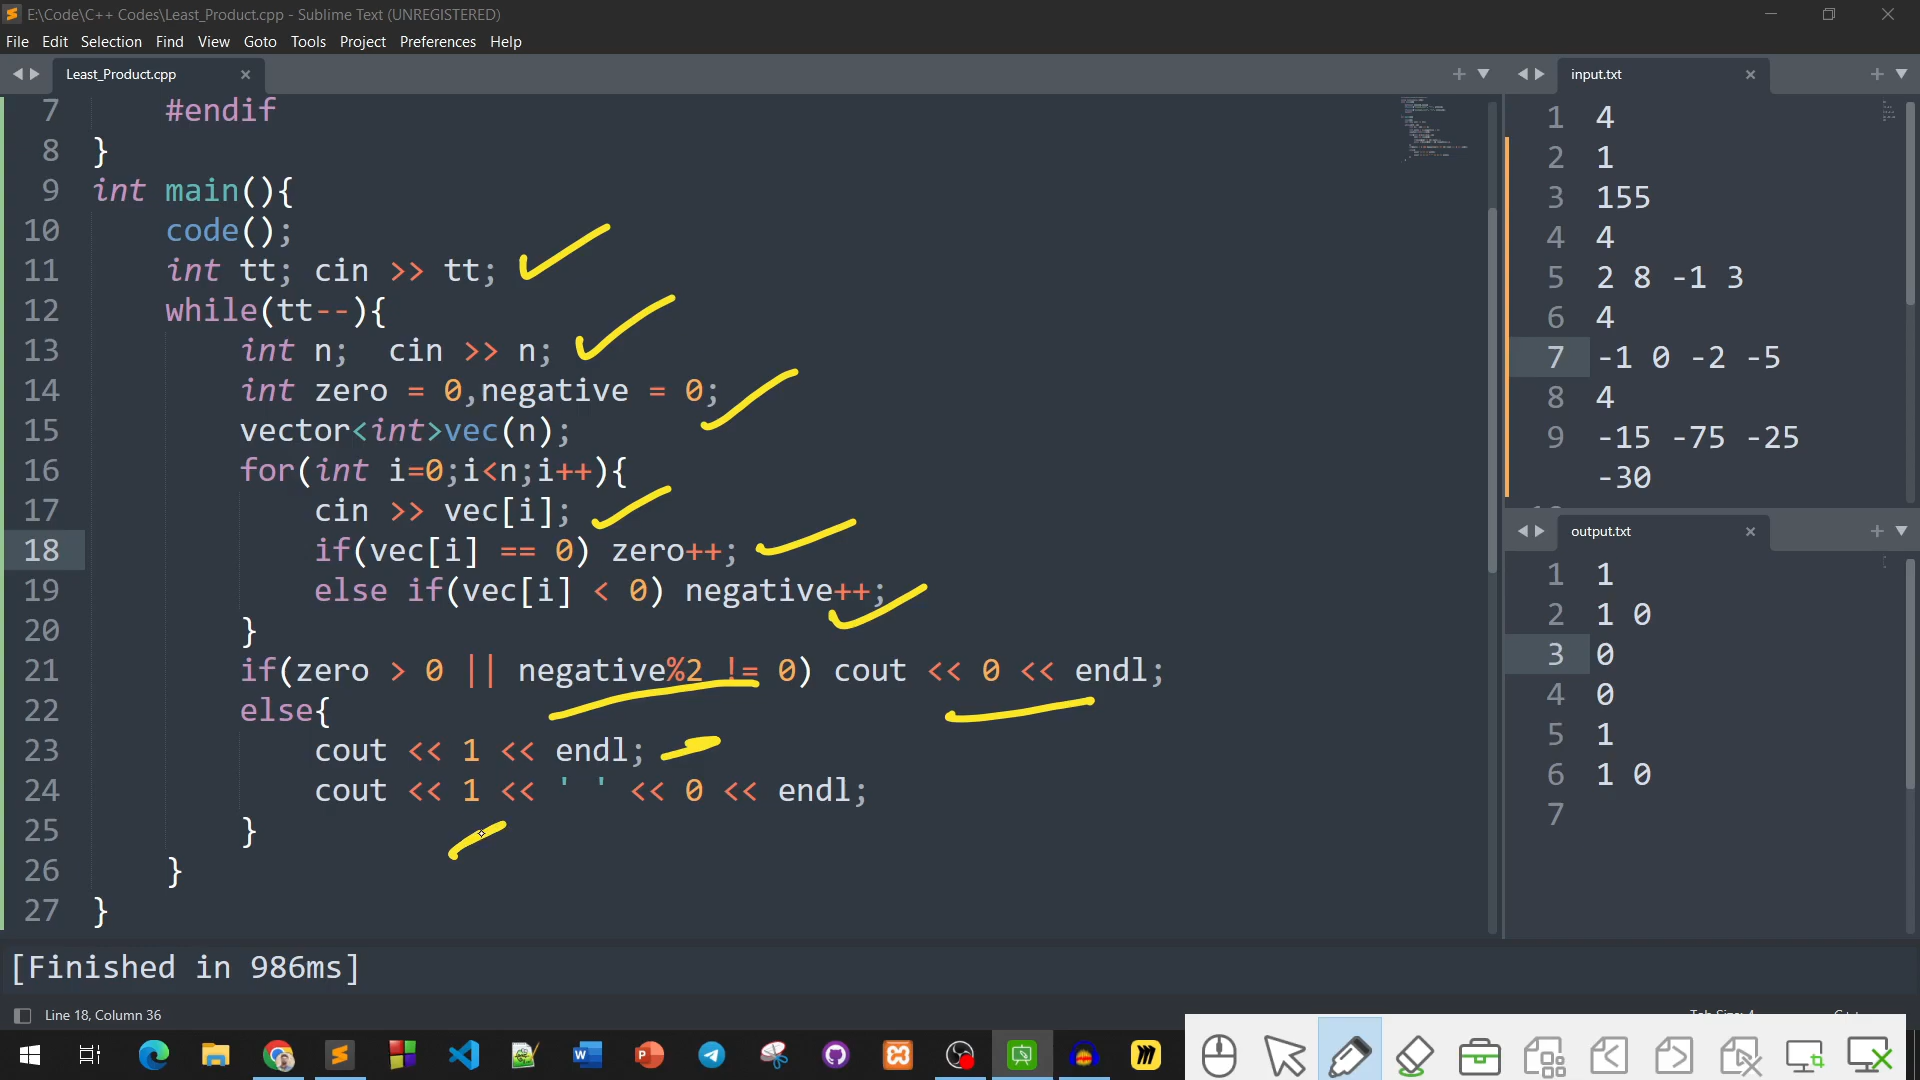 E:\Code\C++ Codes\Least_Product.cpp - Sublime Text (UNREGISTERED)
File Edit Selection Find View Goto Tools Project Preferences Help
Least_Product.cpp
7 #endif
8 }
9 int main(){
10 code();
11 int tt; cin >> tt;
12 while(tt--){
13 int n;  cin >> n;
14 int zero = 0,negative = 0;
15 vector<int>vec(n);
16 for(int i=0;i<n;i++){
17 cin >> vec[i];
18 if(vec[i] == 0) zero++;
19 else if(vec[i] < 0) negative++;
20 }
21 if(zero > 0 || negative%2 != 0) cout << 0 << endl;
22 else{
23 cout << 1 << endl;
24 cout << 1 << ' ' << 0 << endl;
25 }
26 }
27 }
input.txt
1 4
2 1
3 155
4 4
5 2 8 -1 3
6 4
7 -1 0 -2 -5
8 4
9 -15 -75 -25
-30
output.txt
1 1
2 1 0
3 0
4 0
5 1
6 1 0
7
[Finished in 986ms]
Line 18, Column 36